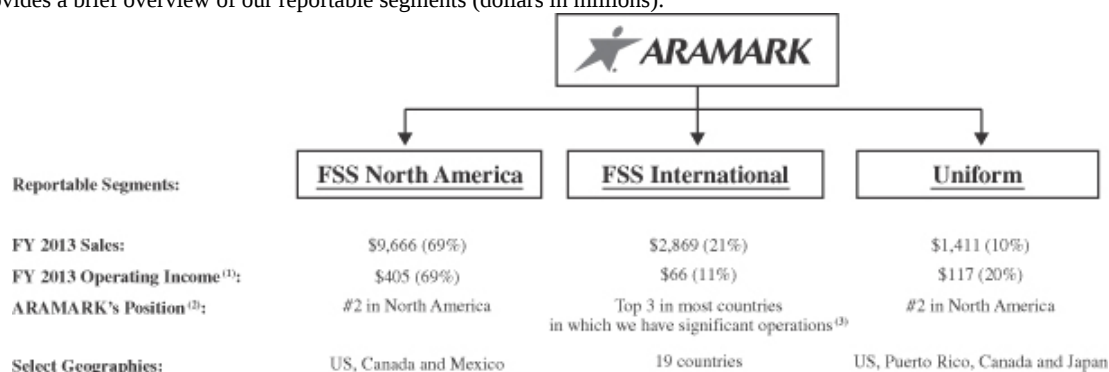 ovides a brief overview of our reportable segments (dollars in millions).
ARAMARK
Reportable Segments: FSS North America FSS International Uniform
FY 2013 Sales: $9,666 (69%) $2,869 (21%) $1,411 (10%)
FY 2013 Operating Income (1): $405 (69%) $66 (11%) $117 (20%)
ARAMARK's Position (2): #2 in North America Top 3 in most countries #2 in North America
in which we have significant operations (3)
Select Geographies: US, Canada and Mexico 19 countries US, Puerto Rico, Canada and Japan